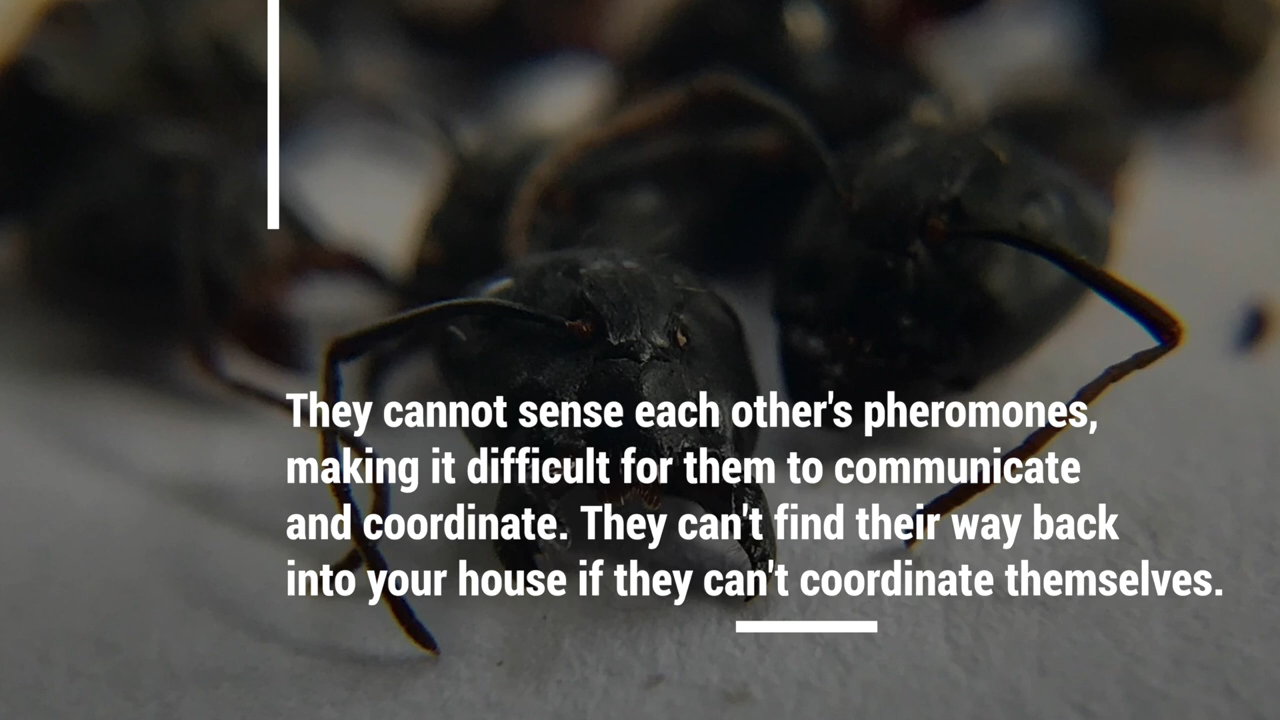 They cannot sense each other's pheromones,
making it difficult for them to communicate
and coordinate. They can't find their way back
into your house if they can't coordinate themselves.